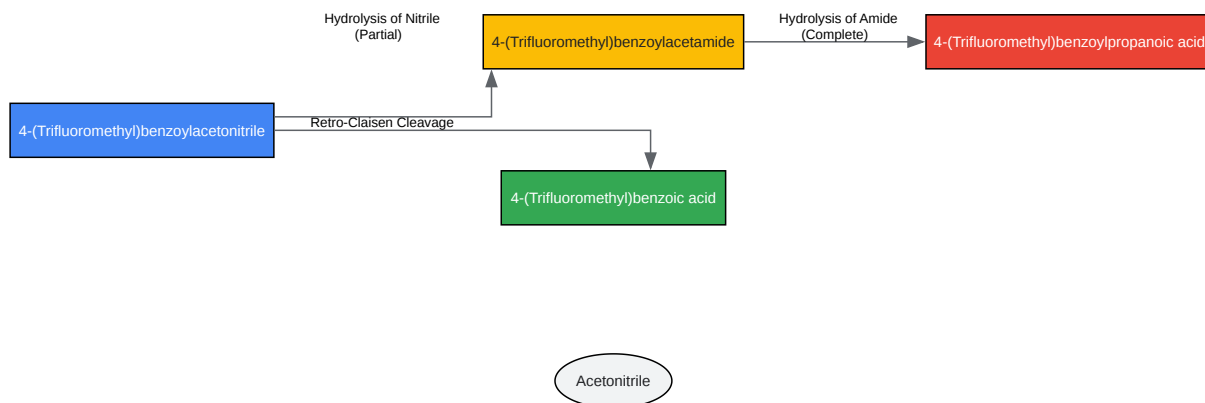 Hydrolysis of Nitrile
(Partial)
4-(Trifluoromethyl)benzoylacetamide
Hydrolysis of Amide
(Complete)
4-(Trifluoromethyl)benzoylpropanoic acid
4-(Trifluoromethyl)benzoylacetonitrile
Retro-Claisen Cleavage
4-(Trifluoromethyl)benzoic acid
Acetonitrile